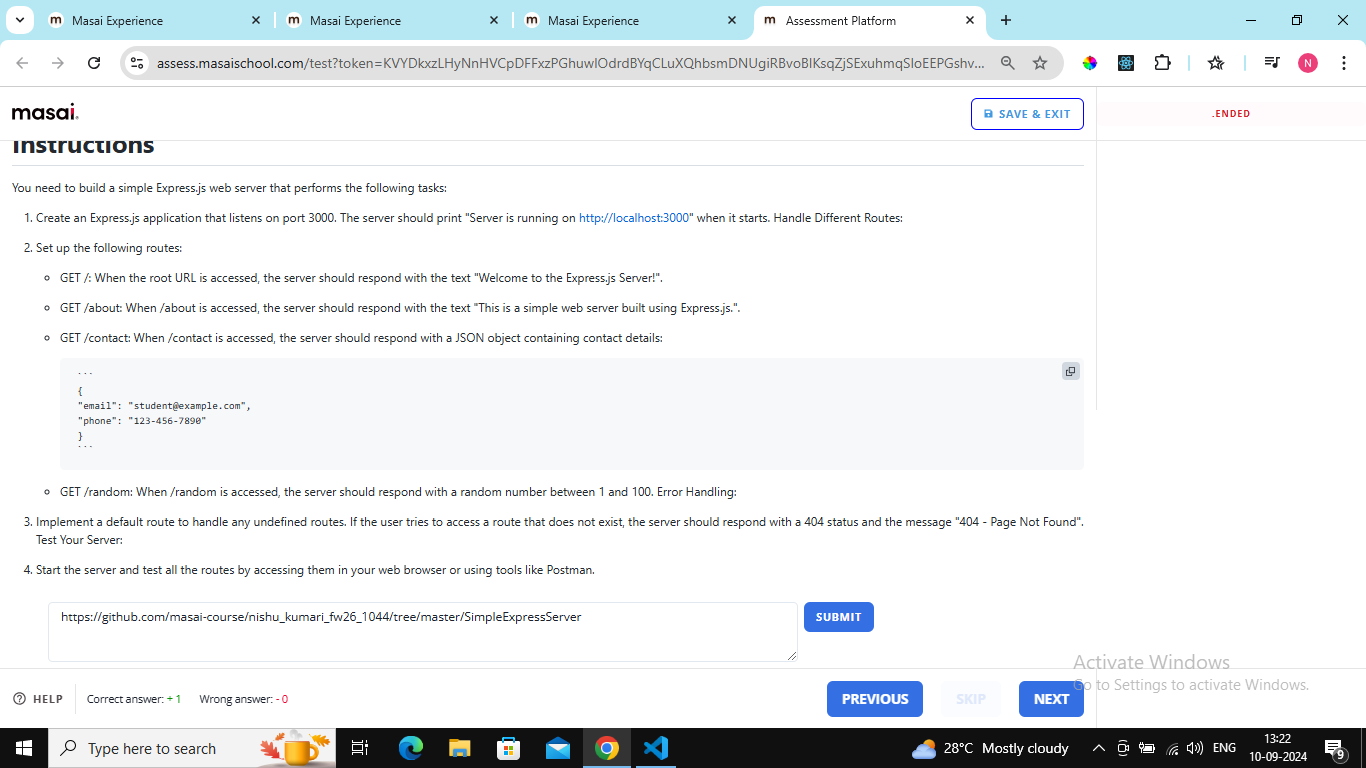 Masai Experience
Masai Experience
Masai Experience
Assessment Platform
assess.masaischool.com/test?token=KVYDkxzLHyNnHVCpDFFxzPGhuwIOdrdBYqCLuXQhbsmDNUgiRBvoBIKsqZjSExuhmqSIoEEPGshv...
N
masai.
SAVE & EXIT
.ENDED
Instructions
You need to build a simple Express.js web server that performs the following tasks:
1. Create an Express.js application that listens on port 3000. The server should print "Server is running on http://localhost:3000" when it starts. Handle Different Routes:
2. Set up the following routes:
GET /: When the root URL is accessed, the server should respond with the text "Welcome to the Express.js Server!".
GET /about: When /about is accessed, the server should respond with the text "This is a simple web server built using Express.js.".
GET /contact: When /contact is accessed, the server should respond with a JSON object containing contact details:
```
{
"email": "student@example.com",
"phone": "123-456-7890"
}
```
GET /random: When /random is accessed, the server should respond with a random number between 1 and 100. Error Handling:
3. Implement a default route to handle any undefined routes. If the user tries to access a route that does not exist, the server should respond with a 404 status and the message "404 - Page Not Found".
Test Your Server:
4. Start the server and test all the routes by accessing them in your web browser or using tools like Postman.
https://github.com/masai-course/nishu_kumari_fw26_1044/tree/master/SimpleExpressServer
SUBMIT
Activate Windows
Go to Settings to activate Windows.
HELP
Correct answer: + 1
Wrong answer: - 0
PREVIOUS
SKIP
NEXT
Type here to search
28°C Mostly cloudy
ENG
13:22
10-09-2024
9